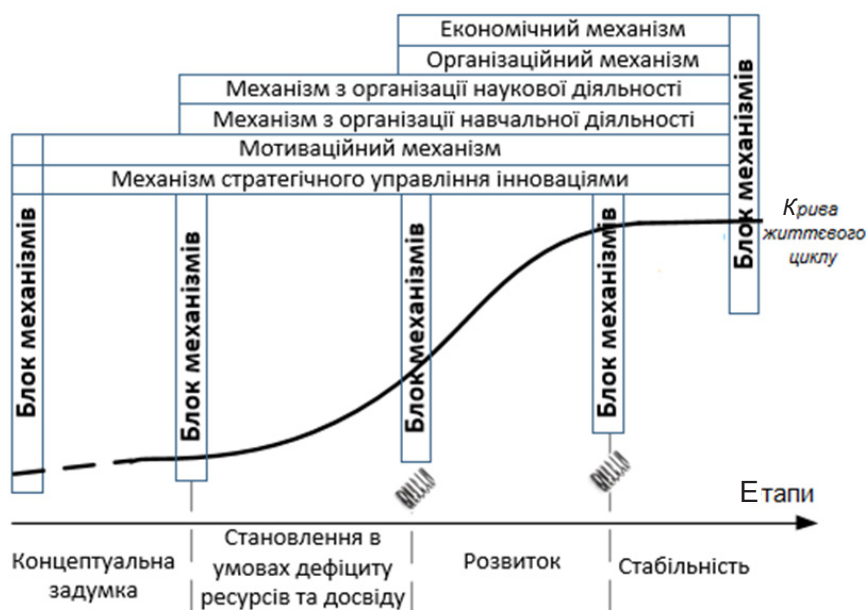 Економічний механізм
Організаційний механізм
Механізм з організації наукової діяльності
Механізм з організації навчальної діяльності
Мотиваційний механізм
Механізм стратегічного управління інноваціями
Блок механізмів
Блок механізмів
Блок механізмів
Блок механізмів
Блок механізмів
Крива
життєвого
циклу
Етапи
Концептуальна
задумка
Становлення в
умовах дефіциту
ресурсів та досвіду
Розвиток
Стабільність